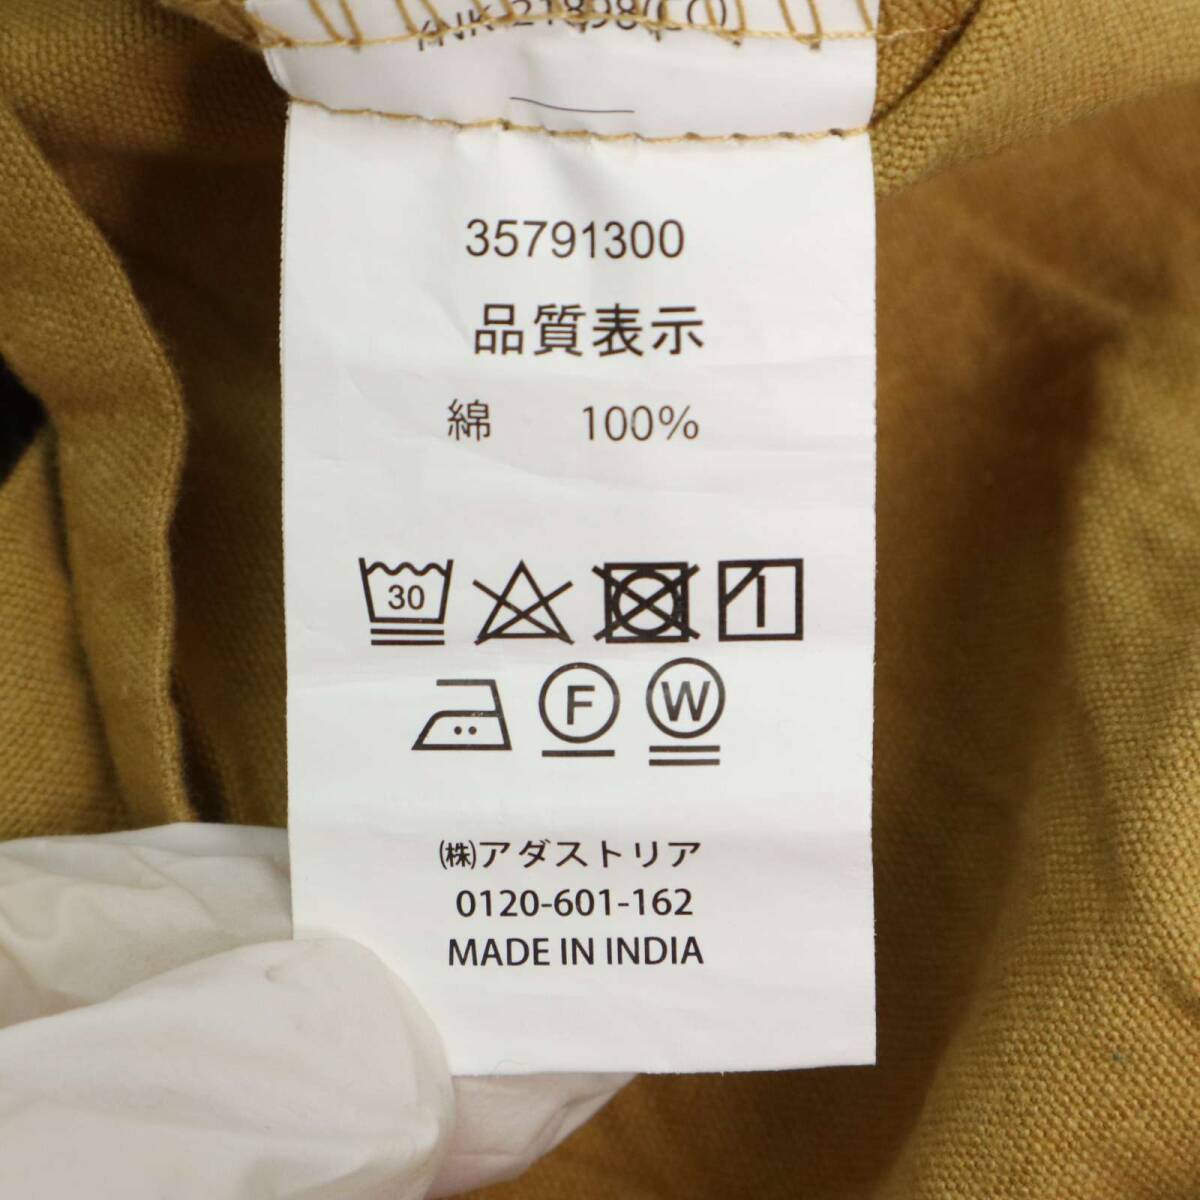 35791300
品質表示
綿 100%
30
F W
㈱アダストリア
0120-601-162
MADE IN INDIA